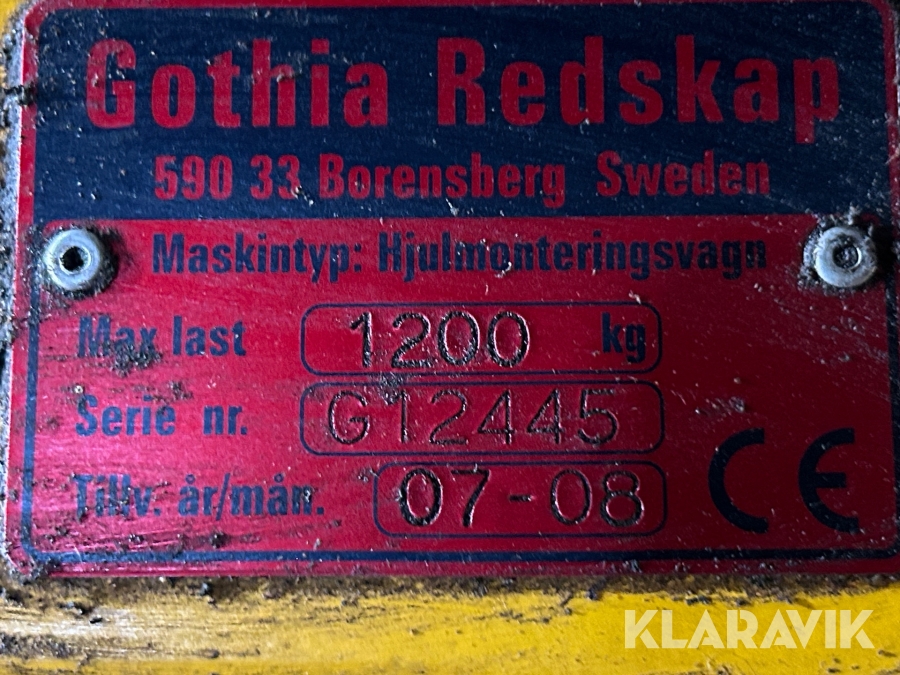 Gothia Redskap
590 33 Borensberg Sweden
Maskintyp: Hjulmonteringsvagn
Max last 1200 kg
Serie nr. G12445
Tillv. år/mån. 07-08
CE
KLARAVIK